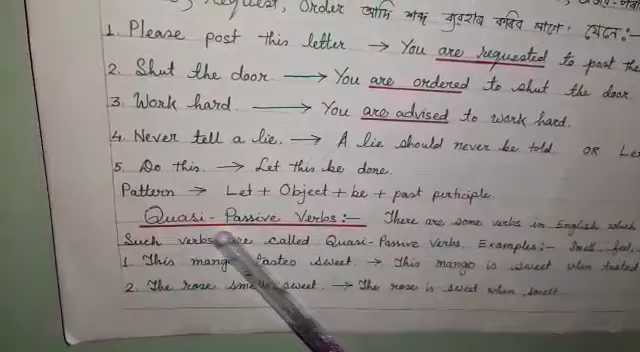 Request, Order আদি শব্দ ব্যৱহাৰ কৰিব লাগে। যেনে:-
1. Please post this letter → You are requested to post the
2. Shut the door → You are ordered to shut the door.
3. Work hard. → You are advised to work hard.
4. Never tell a lie. → A lie should never be told OR Le
5. Do this. → Let this be done.
Pattern → Let + Object + be + past perticiple.
Quasi-Passive Verbs:- There are some verbs in English which
Such verbs are called Quasi-Passive Verbs. Examples:- Smell, feel,
1. This mango tastes sweet. → This mango is sweet when tasted
2. The rose smells sweet. → The rose is sweet when smelt.